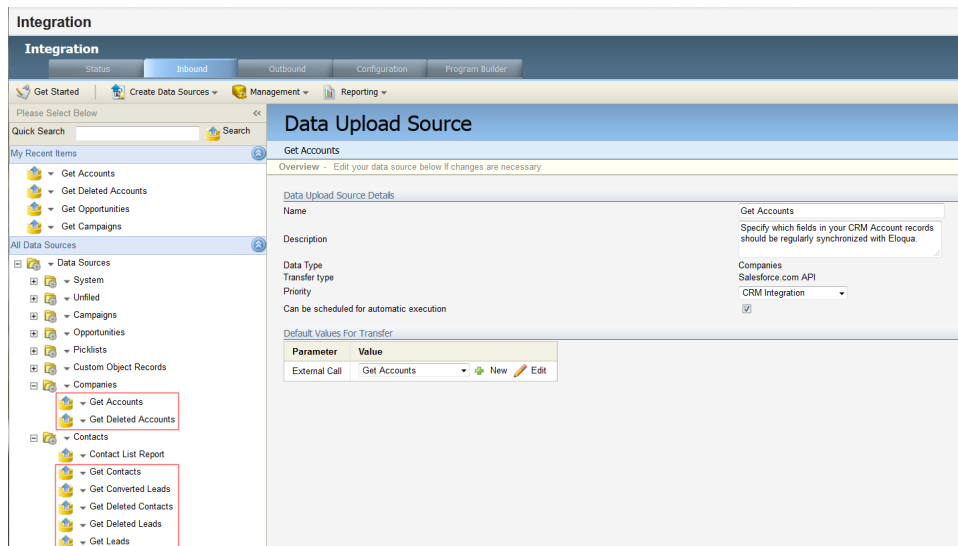 Integration
Integration
Status Inbound Outbound Configuration Program Builder
Get Started Create Data Sources Management Reporting
Please Select Below <<
Quick Search Search
My Recent Items
Get Accounts
Get Deleted Accounts
Get Opportunities
Get Campaigns
All Data Sources
Data Sources
System
Unfiled
Campaigns
Opportunities
Picklists
Custom Object Records
Companies
Get Accounts
Get Deleted Accounts
Contacts
Contact List Report
Get Contacts
Get Converted Leads
Get Deleted Contacts
Get Deleted Leads
Get Leads
Data Upload Source
Get Accounts
Overview - Edit your data source below If changes are necessary.
Data Upload Source Details
Name Get Accounts
Description Specify which fields in your CRM Account records
should be regularly synchronized with Eloqua.
Data Type Companies
Transfer type Salesforce.com API
Priority CRM Integration
Can be scheduled for automatic execution
Default Values For Transfer
Parameter Value
External Call Get Accounts New Edit